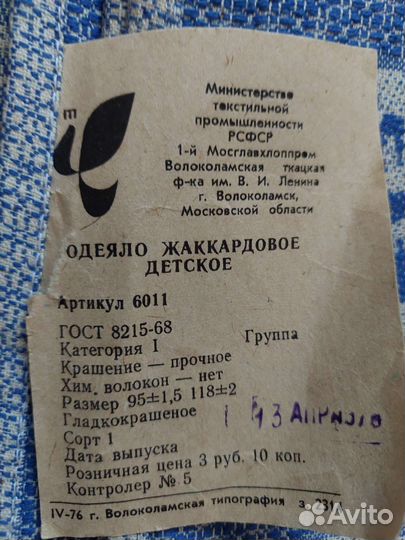 Министерство
текстильной
промышленности
РСФСР
1-й Мосглавхлоппром
Волоколамская ткацкая
ф-ка им. В. И. Ленина
г. Волоколамск,
Московской области
ОДЕЯЛО ЖАККАРДОВОЕ
ДЕТСКОЕ
Артикул 6011
ГОСТ 8215-68
Группа
Категория I
Крашение — прочное
Хим. волокон — нет
Размер 95±1,5 118±2
Гладкокрашеное
Сорт 1
Дата выпуска
Розничная цена 3 руб. 10 коп.
Контролер № 5
IV-76 г. Волоколамская типография з.
Avito